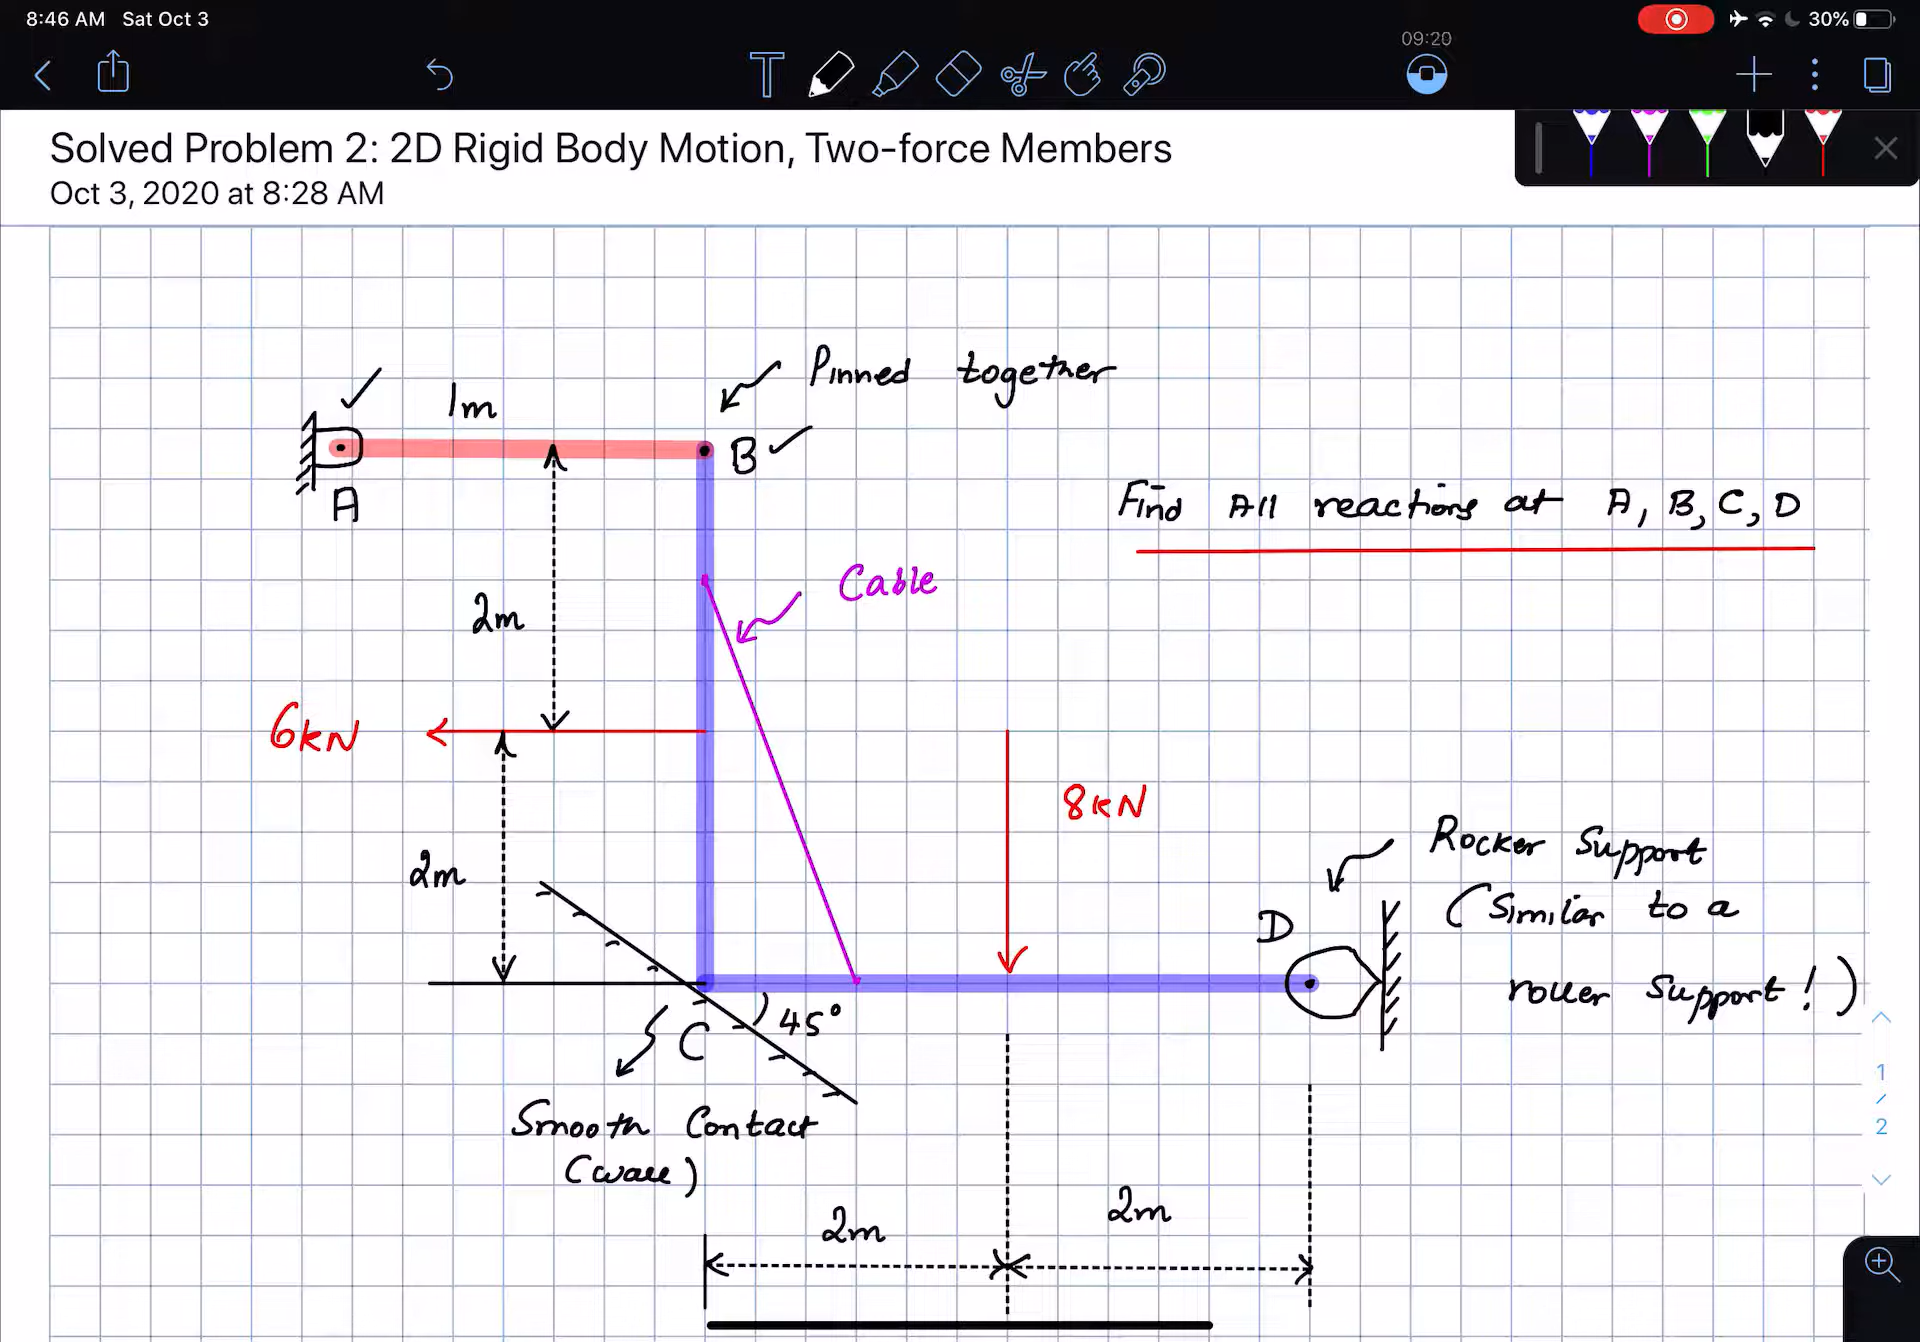 8:46 AM Sat Oct 3
30%
09:20
Solved Problem 2: 2D Rigid Body Motion, Two-force Members
Oct 3, 2020 at 8:28 AM
Pinned together
1m
B
A
Find All reactions at A, B, C, D
Cable
2m
6kN
8kN
Rocker Support
2m
(Similar to a
D
roller Support!)
45°
C
1
/
2
Smooth Contact
(wall)
2m
2m